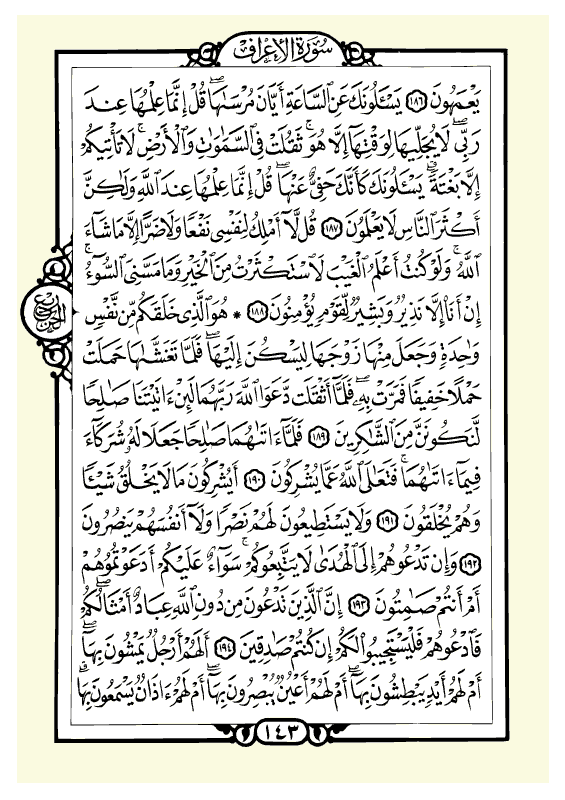 سُورَةُ الأَعْرَافِ
يَعْمَهُونَ ١٨٦ يَسْـَٔلُونَكَ عَنِ ٱلسَّاعَةِ أَيَّانَ مُرْسَىٰهَا ۖ قُلْ إِنَّمَا عِلْمُهَا عِندَ
رَبِّى ۖ لَا يُجَلِّيهَا لِوَقْتِهَآ إِلَّا هُوَ ۚ ثَقُلَتْ فِى ٱلسَّمَٰوَٰتِ وَٱلْأَرْضِ ۚ لَا تَأْتِيكُمْ
إِلَّا بَغْتَةً ۗ يَسْـَٔلُونَكَ كَأَنَّكَ حَفِىٌّ عَنْهَا ۖ قُلْ إِنَّمَا عِلْمُهَا عِندَ ٱللَّهِ وَلَٰكِنَّ
أَكْثَرَ ٱلنَّاسِ لَا يَعْلَمُونَ ١٨٧ قُل لَّآ أَمْلِكُ لِنَفْسِى نَفْعًا وَلَا ضَرًّا إِلَّا مَا شَآءَ
ٱللَّهُ ۚ وَلَوْ كُنتُ أَعْلَمُ ٱلْغَيْبَ لَٱسْتَكْثَرْتُ مِنَ ٱلْخَيْرِ وَمَا مَسَّنِىَ ٱلسُّوٓءُ ۚ
إِنْ أَنَا۠ إِلَّا نَذِيرٌ وَبَشِيرٌ لِّقَوْمٍ يُؤْمِنُونَ ١٨٨ * هُوَ ٱلَّذِى خَلَقَكُم مِّن نَّفْسٍ
وَٰحِدَةٍ وَجَعَلَ مِنْهَا زَوْجَهَا لِيَسْكُنَ إِلَيْهَا ۖ فَلَمَّا تَغَشَّىٰهَا حَمَلَتْ
حَمْلًا خَفِيفًا فَمَرَّتْ بِهِۦ ۖ فَلَمَّآ أَثْقَلَت دَّعَوَا ٱللَّهَ رَبَّهُمَا لَئِنْ ءَاتَيْتَنَا صَٰلِحًا
لَّنَكُونَنَّ مِنَ ٱلشَّٰكِرِينَ ١٨٩ فَلَمَّآ ءَاتَىٰهُمَا صَٰلِحًا جَعَلَا لَهُۥ شُرَكَآءَ
فِيمَآ ءَاتَىٰهُمَا ۚ فَتَعَٰلَى ٱللَّهُ عَمَّا يُشْرِكُونَ ١٩٠ أَيُشْرِكُونَ مَا لَا يَخْلُقُ شَيْـًٔا
وَهُمْ يُخْلَقُونَ ١٩١ وَلَا يَسْتَطِيعُونَ لَهُمْ نَصْرًا وَلَآ أَنفُسَهُمْ يَنصُرُونَ
١٩٢ وَإِن تَدْعُوهُمْ إِلَى ٱلْهُدَىٰ لَا يَتَّبِعُوكُمْ ۚ سَوَآءٌ عَلَيْكُمْ أَدَعَوْتُمُوهُمْ
أَمْ أَنتُمْ صَٰمِتُونَ ١٩٣ إِنَّ ٱلَّذِينَ تَدْعُونَ مِن دُونِ ٱللَّهِ عِبَادٌ أَمْثَالُكُمْ ۖ
فَٱدْعُوهُمْ فَلْيَسْتَجِيبُوا۟ لَكُمْ إِن كُنتُمْ صَٰدِقِينَ ١٩٤ أَلَهُمْ أَرْجُلٌ يَمْشُونَ بِهَآ ۖ
أَمْ لَهُمْ أَيْدٍ يَبْطِشُونَ بِهَآ ۖ أَمْ لَهُمْ أَعْيُنٌ يُبْصِرُونَ بِهَآ ۖ أَمْ لَهُمْ ءَاذَانٌ يَسْمَعُونَ بِهَا ۗ
١٤٣